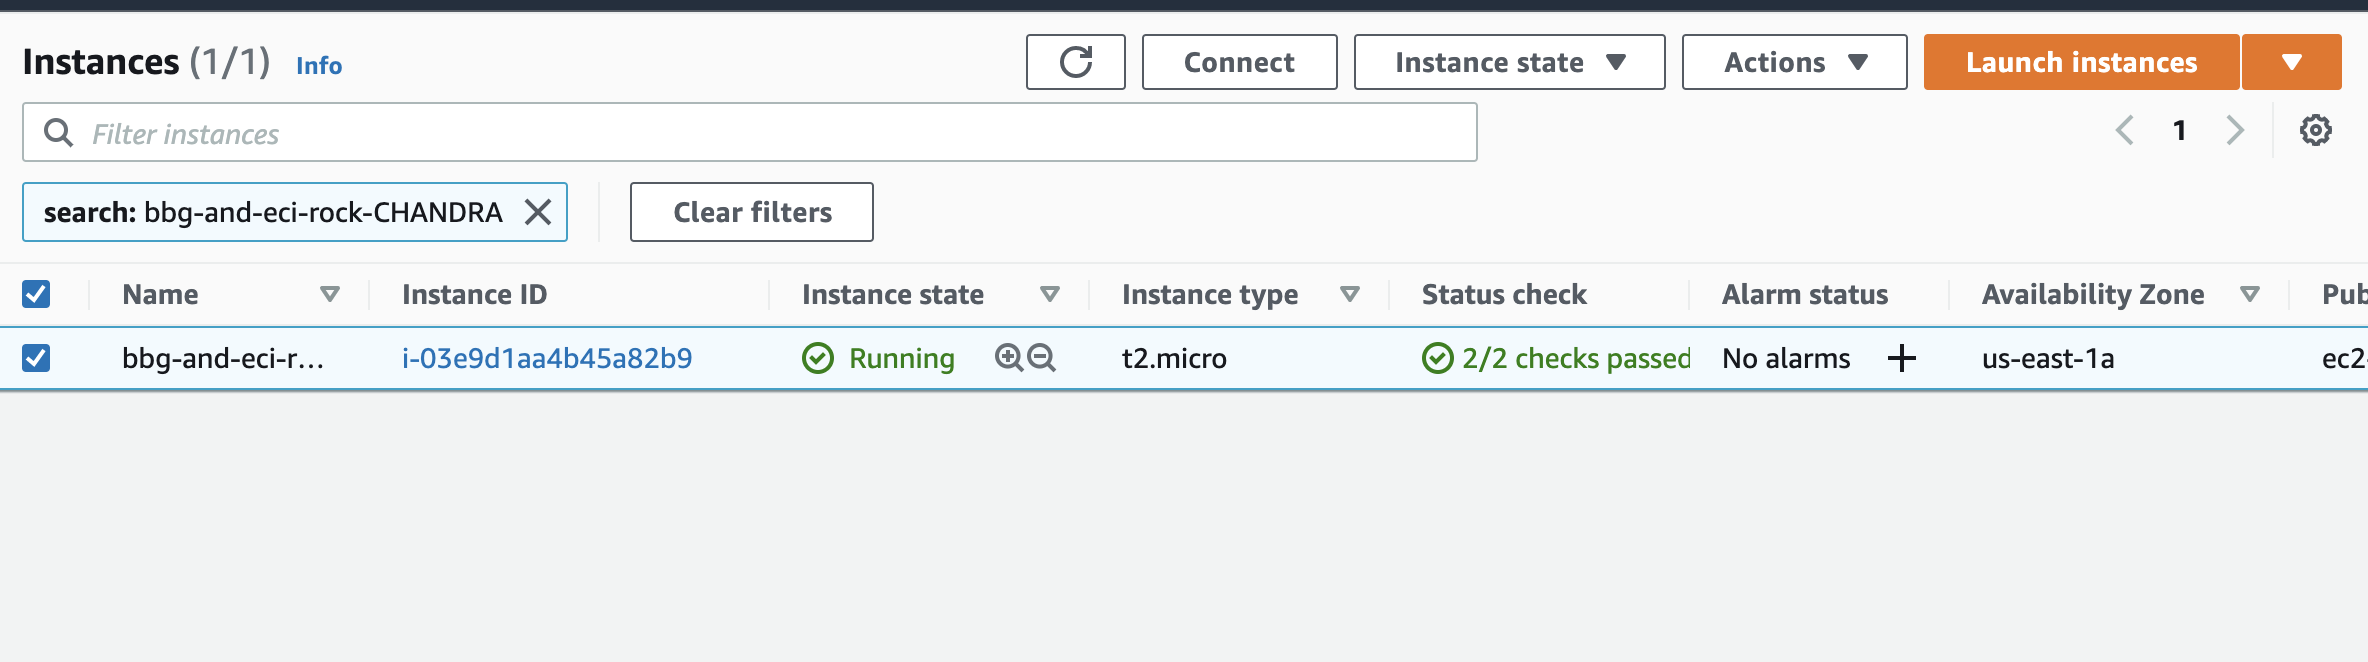 Instances (1/1) Info Connect Instance state Actions Launch instances
Filter instances 1
search: bbg-and-eci-rock-CHANDRA Clear filters
Name Instance ID Instance state Instance type Status check Alarm status Availability Zone Pub
bbg-and-eci-r... i-03e9d1aa4b45a82b9 Running t2.micro 2/2 checks passed No alarms + us-east-1a ec2-